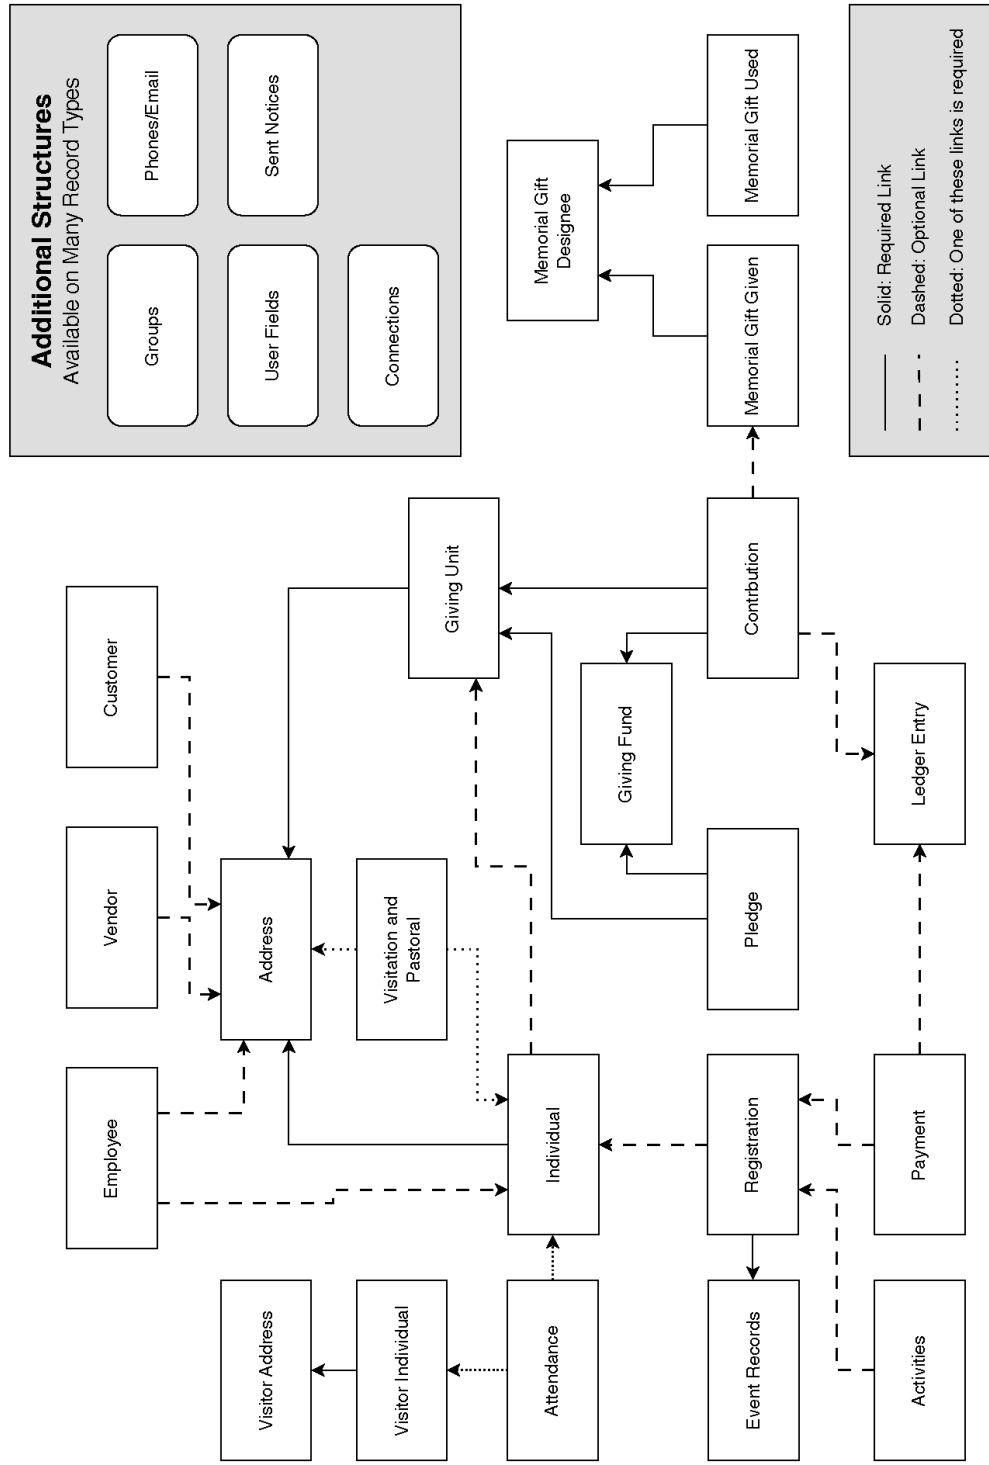 Additional Structures
Available on Many Record Types
Employee
Vendor
Customer
Groups
Phones/Email
Visitor Address
Address
User Fields
Sent Notices
Visitor Individual
Visitation and
Pastoral
Connections
Giving Unit
Attendance
Individual
Memorial Gift
Designee
Giving Fund
Event Records
Registration
Pledge
Contrbution
Memorial Gift Given
Memorial Gift Used
Activities
Payment
Ledger Entry
Solid: Required Link
Dashed: Optional Link
Dotted: One of these links is required